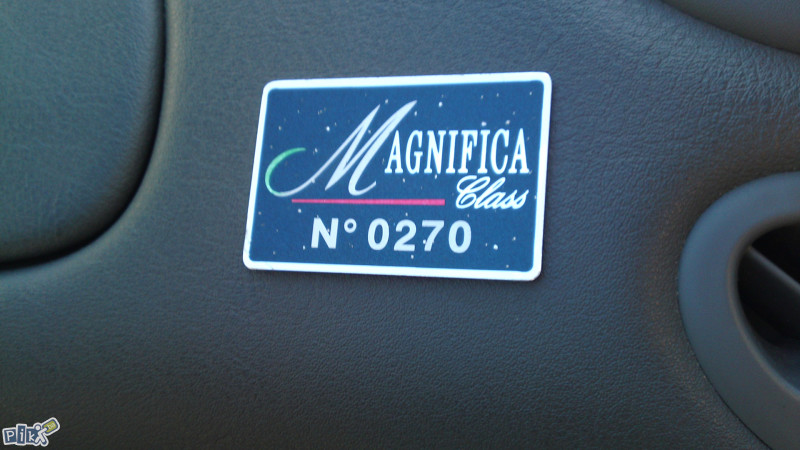 MAGNIFICA
Class
N° 0270
pik